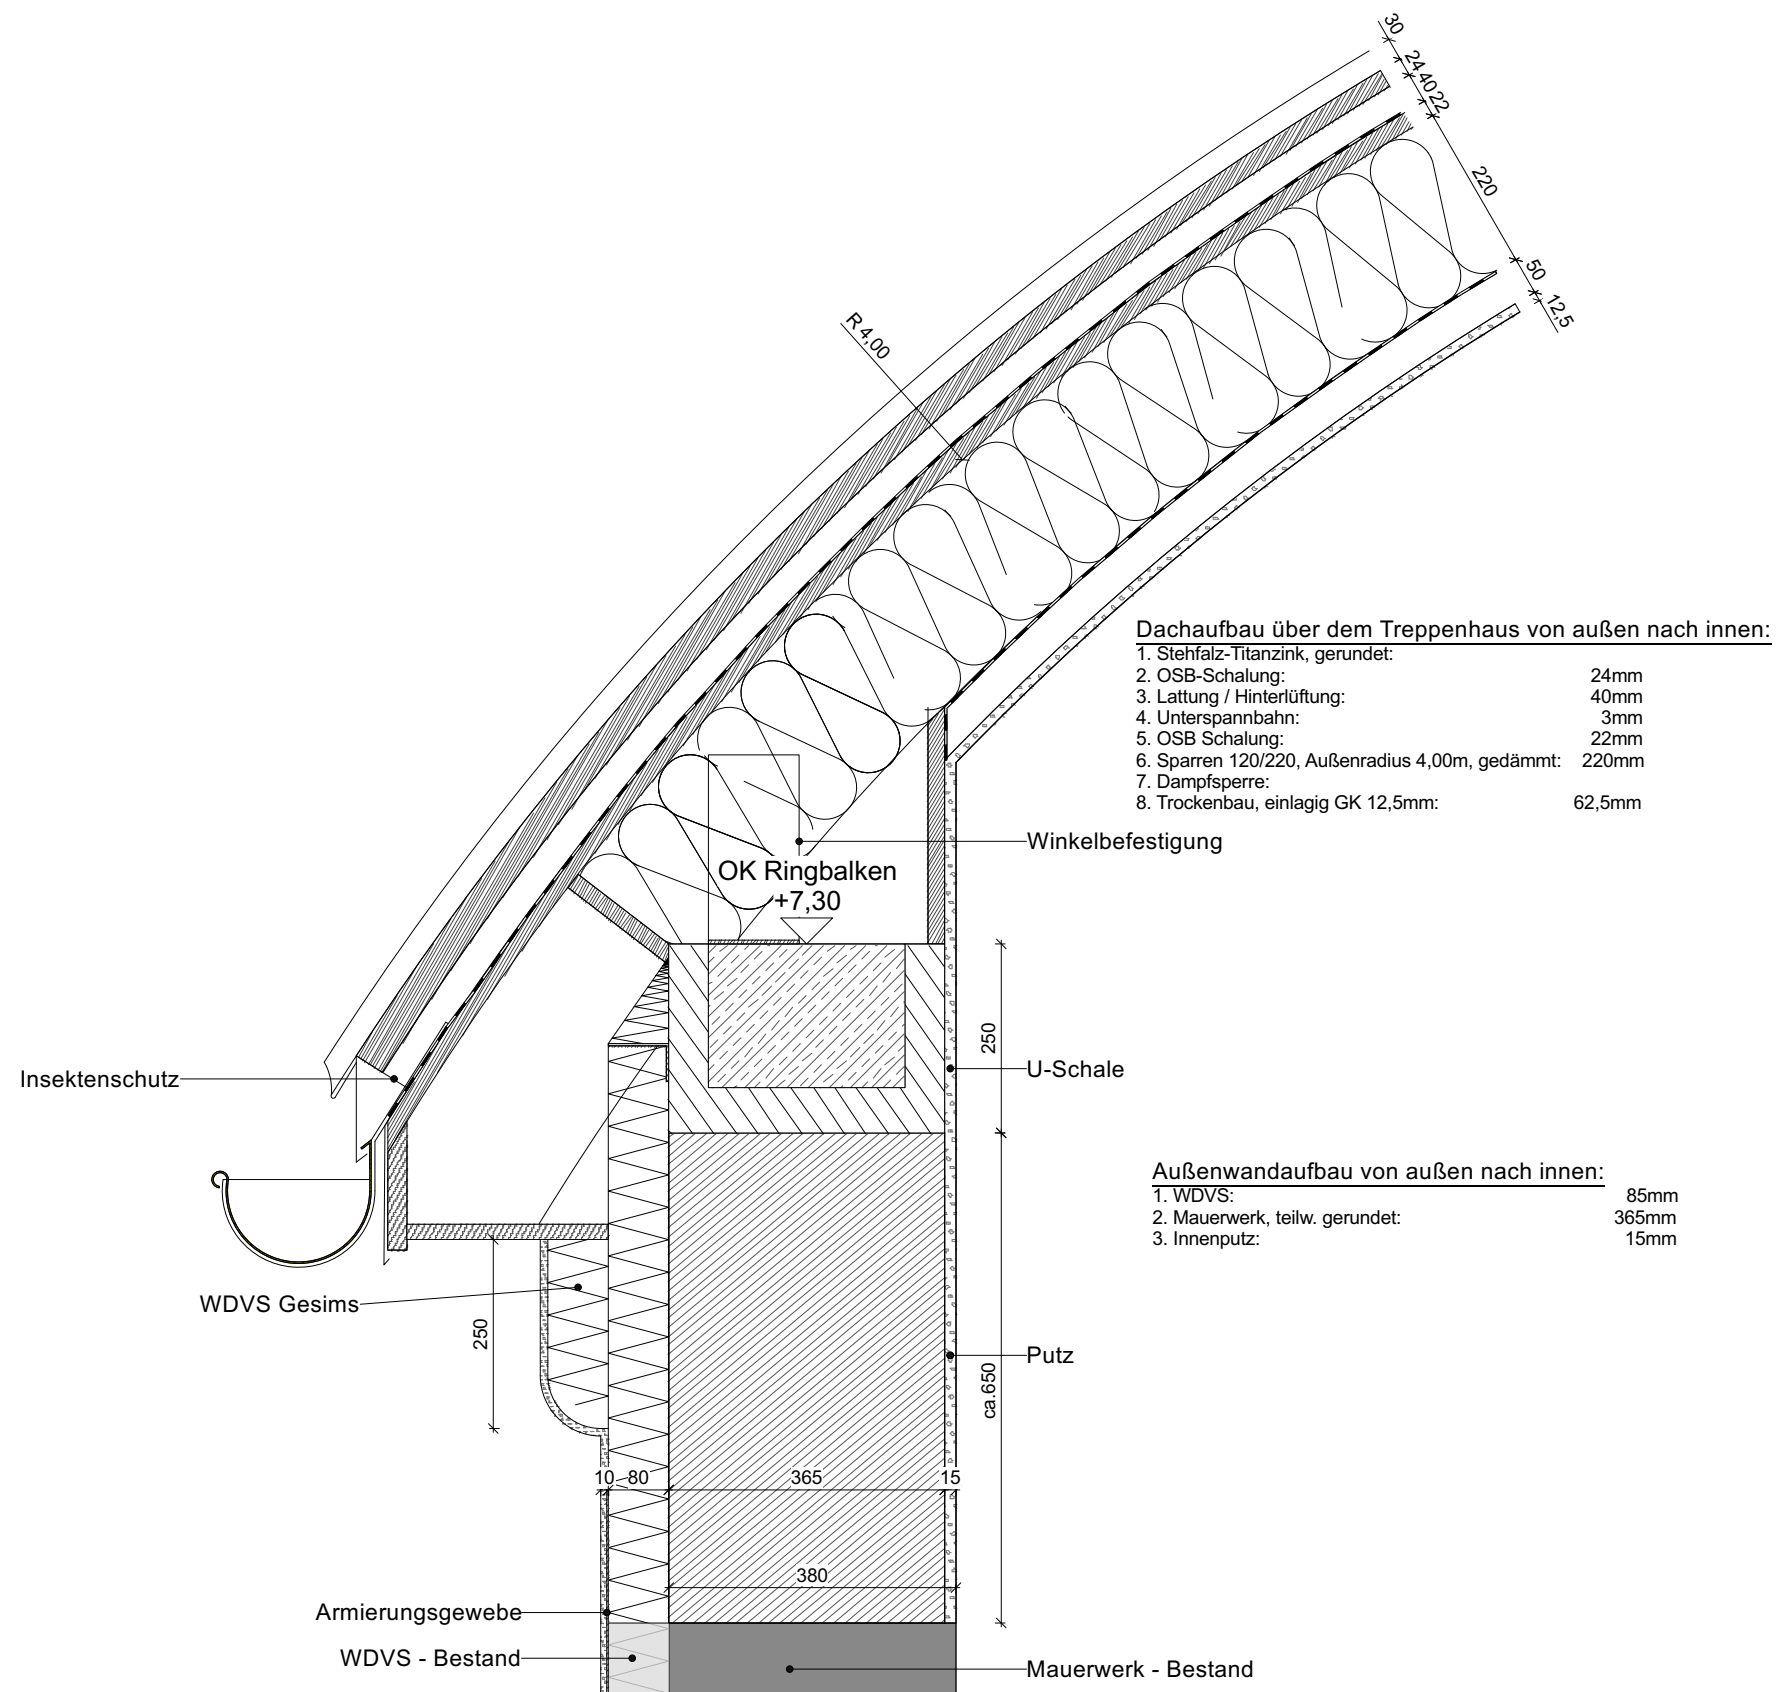 30
24
40
22
220
50
12,5
R 4,00
Dachaufbau über dem Treppenhaus von außen nach innen:
1. Stehfalz-Titanzink, gerundet:
2. OSB-Schalung: 24mm
3. Lattung / Hinterlüftung: 40mm
4. Unterspannbahn: 3mm
5. OSB Schalung: 22mm
6. Sparren 120/220, Außenradius 4,00m, gedämmt: 220mm
7. Dampfsperre:
8. Trockenbau, einlagig GK 12,5mm: 62,5mm
Winkelbefestigung
OK Ringbalken
+7,30
250
Insektenschutz
U-Schale
Außenwandaufbau von außen nach innen:
1. WDVS: 85mm
2. Mauerwerk, teilw. gerundet: 365mm
3. Innenputz: 15mm
WDVS Gesims
250
Putz
ca.650
10 80 365 15
380
Armierungsgewebe
WDVS - Bestand
Mauerwerk - Bestand